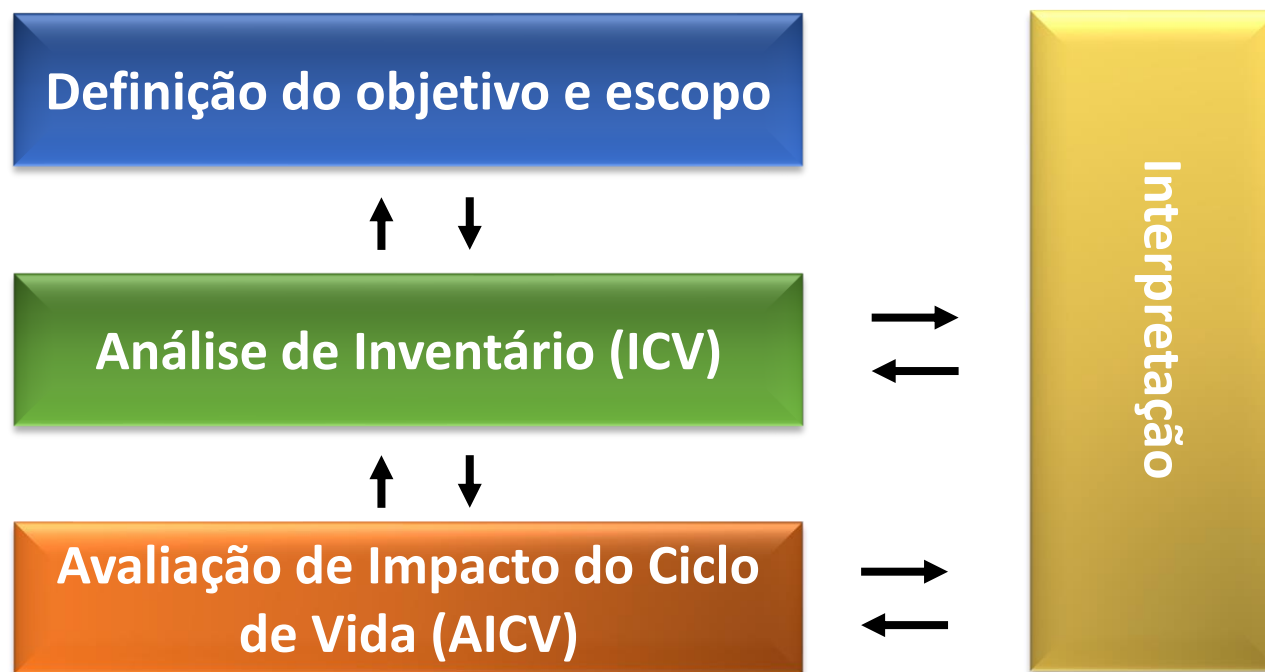 Definição do objetivo e escopo
Análise de Inventário (ICV)
Avaliação de Impacto do Ciclo
de Vida (AICV)
Interpretação